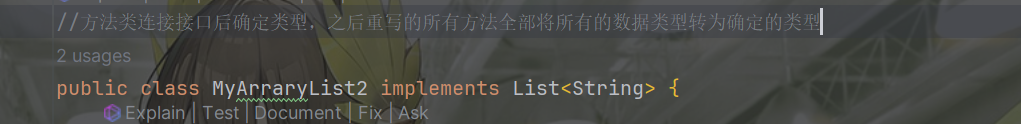 //方法类连接接口后确定类型，之后重写的所有方法全部将所有的数据类型转为确定的类型
2 usages
public class MyArraryList2 implements List<String> {
Explain | Test | Document | Fix | Ask